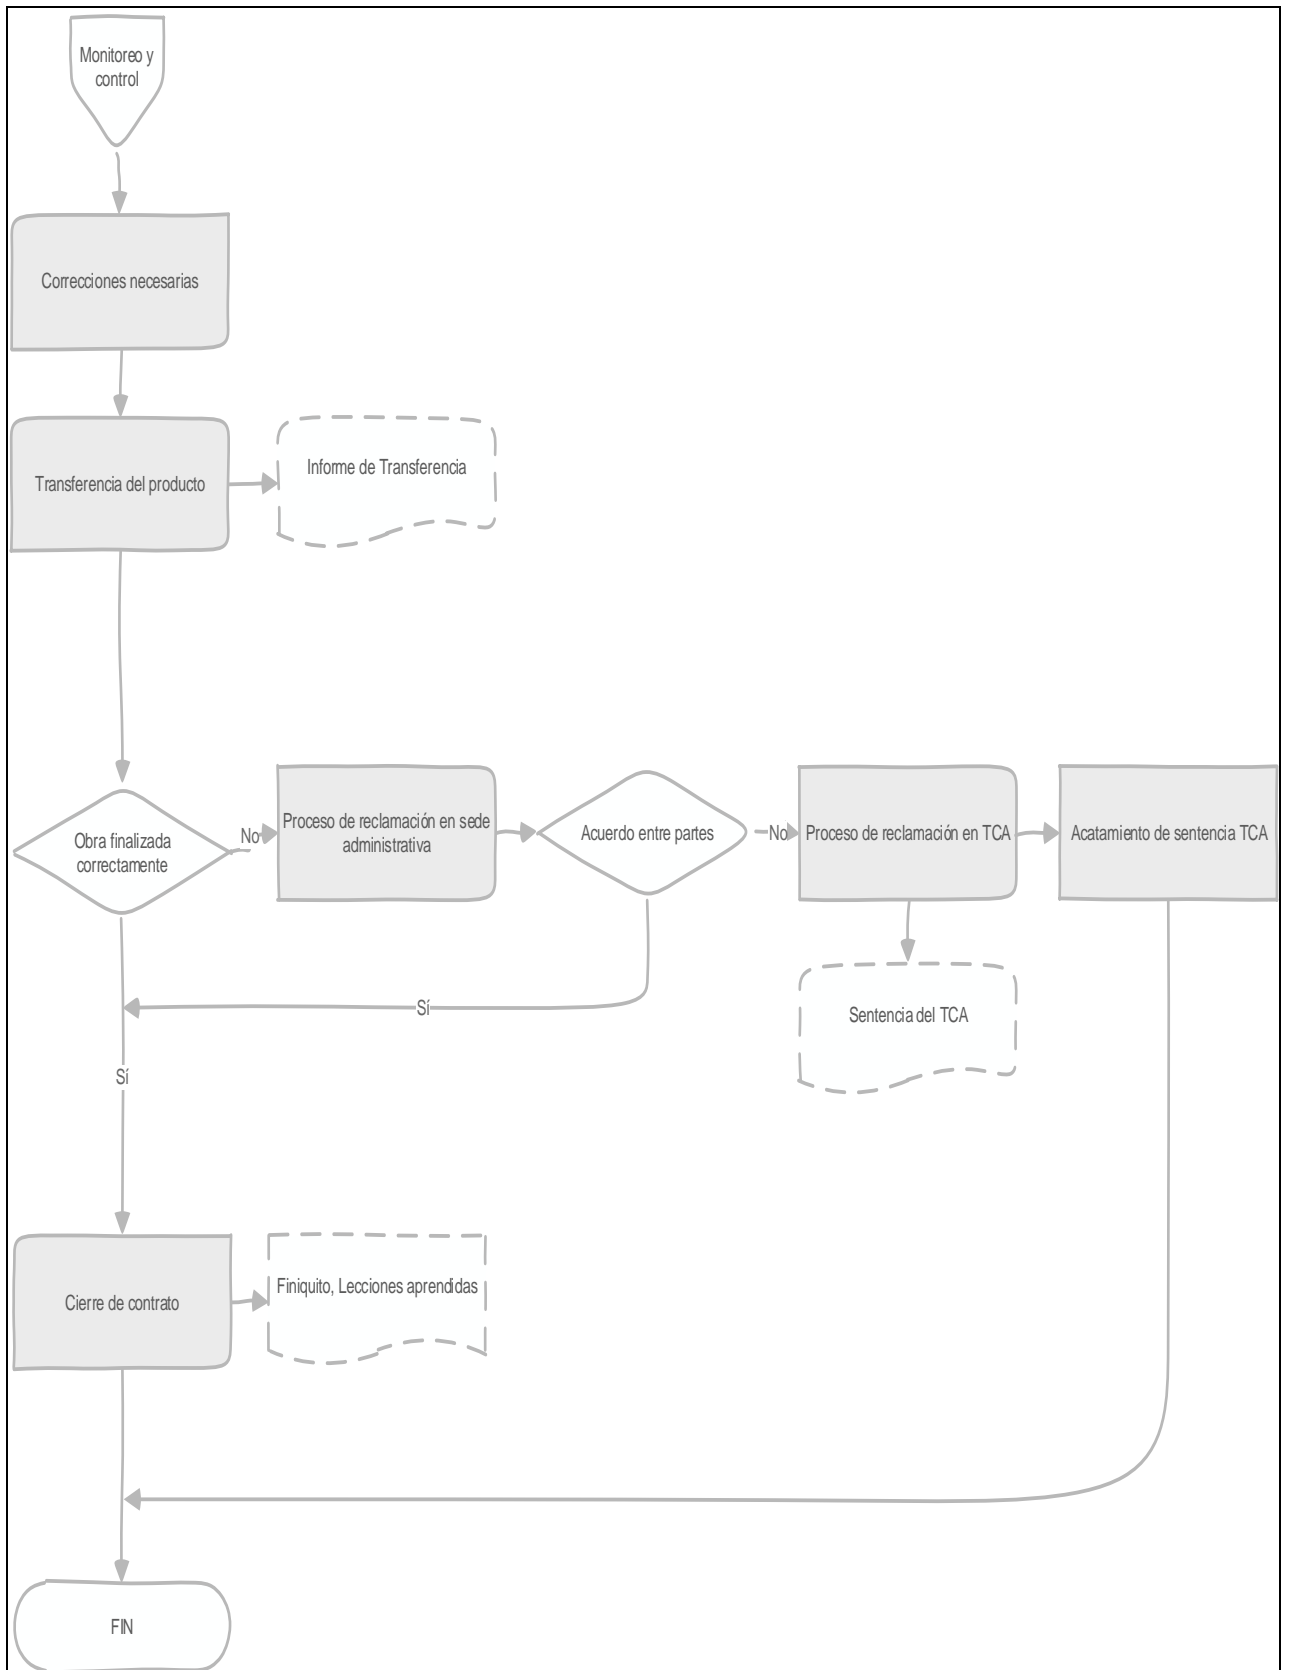 Monitoreo y
control
Correcciones necesarias
Transferencia del producto
Informe de Transferencia
Obra finalizada
correctamente
No
Proceso de reclamación en sede
administrativa
Acuerdo entre partes
No
Proceso de reclamación en TCA
Acatamiento de sentencia TCA
Sí
Sentencia del TCA
Sí
Cierre de contrato
Finiquito, Lecciones aprendidas
FIN